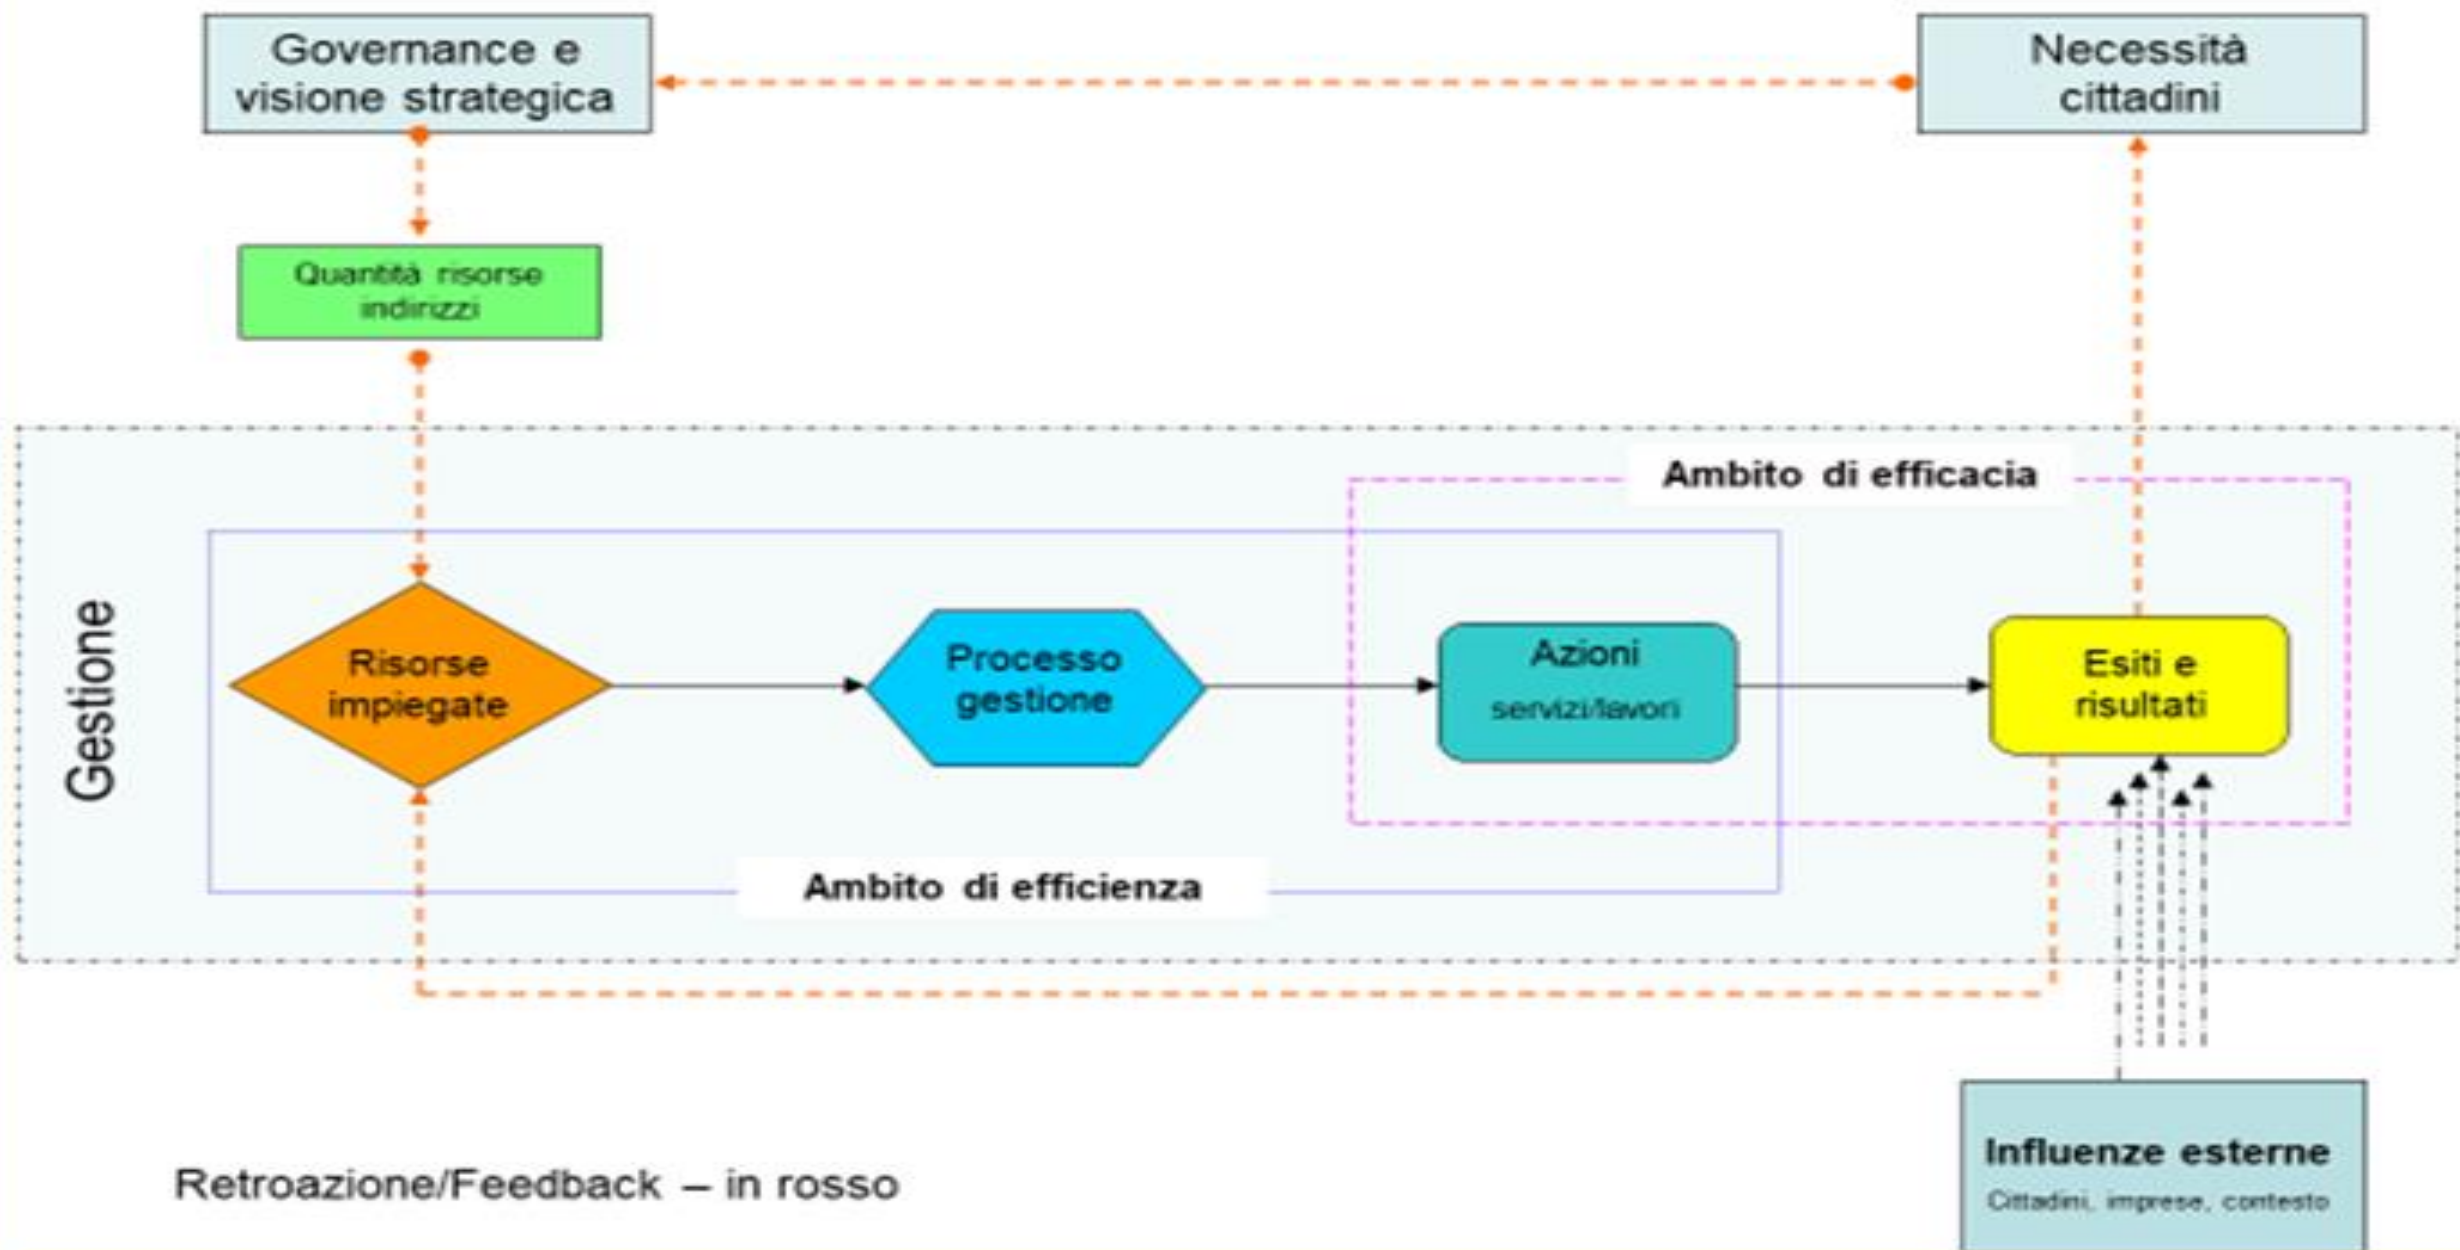 Governance e
visione strategica
Necessità
cittadini
Quantità risorse
indirizzi
Ambito di efficacia
Gestione
Risorse
impiegate
Processo
gestione
Azioni
servizi/lavori
Esiti e
risultati
Ambito di efficienza
Influenze esterne
Cittadini, imprese, contesto
Retroazione/Feedback – in rosso